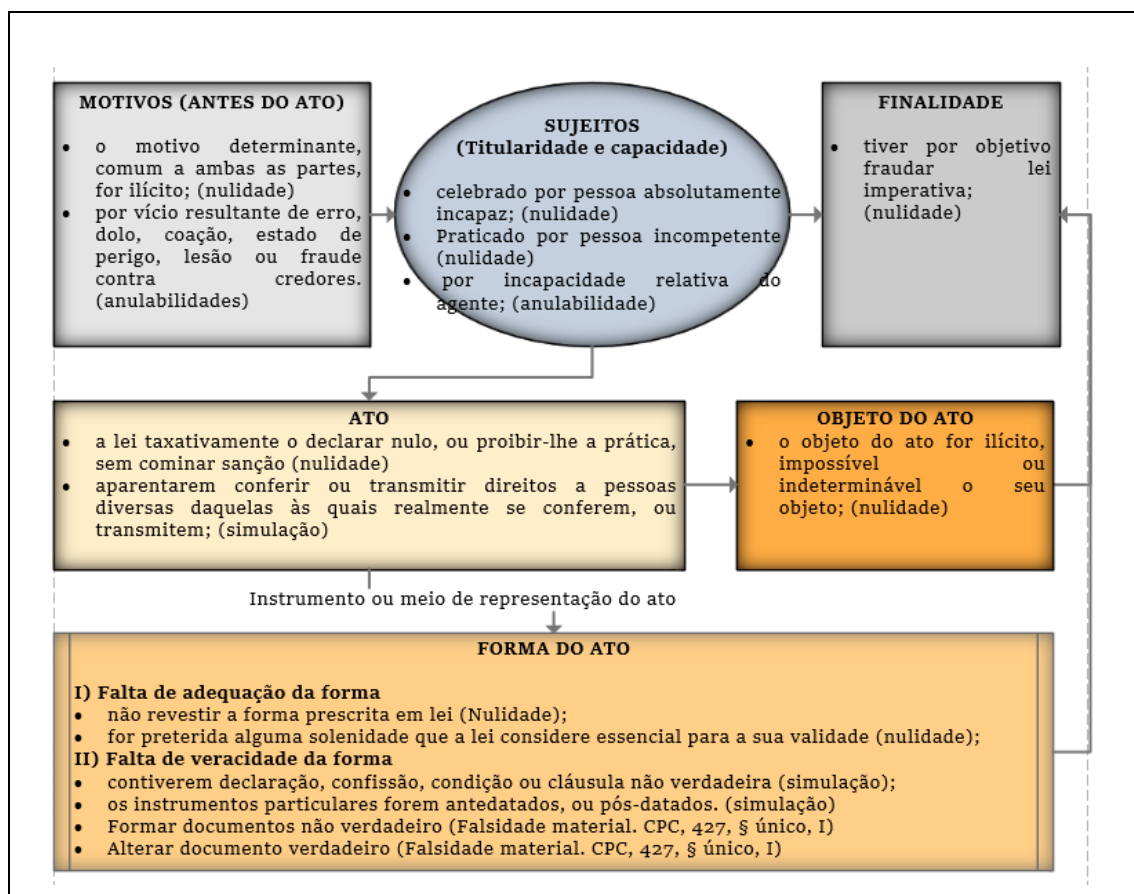 MOTIVOS (ANTES DO ATO)
• o motivo determinante,
comum a ambas as partes,
for ilícito; (nulidade)
• por vício resultante de erro,
dolo, coação, estado de
perigo, lesão ou fraude
contra credores.
(anulabilidades)
SUJEITOS
(Titularidade e capacidade)
• celebrado por pessoa absolutamente
incapaz; (nulidade)
• Praticado por pessoa incompetente
(nulidade)
• por incapacidade relativa do
agente; (anulabilidade)
FINALIDADE
• tiver por objetivo
fraudar lei
imperativa;
(nulidade)
ATO
• a lei taxativamente o declarar nulo, ou proibir-lhe a prática,
sem cominar sanção (nulidade)
• aparentarem conferir ou transmitir direitos a pessoas
diversas daquelas às quais realmente se conferem, ou
transmitem; (simulação)
OBJETO DO ATO
• o objeto do ato for ilícito,
impossível ou
indeterminável o seu
objeto; (nulidade)
Instrumento ou meio de representação do ato
FORMA DO ATO
I) Falta de adequação da forma
• não revestir a forma prescrita em lei (Nulidade);
• for preterida alguma solenidade que a lei considere essencial para a sua validade (nulidade);
II) Falta de veracidade da forma
• contiverem declaração, confissão, condição ou cláusula não verdadeira (simulação);
• os instrumentos particulares forem antedatados, ou pós-datados. (simulação)
• Formar documentos não verdadeiro (Falsidade material. CPC, 427, § único, I)
• Alterar documento verdadeiro (Falsidade material. CPC, 427, § único, I)